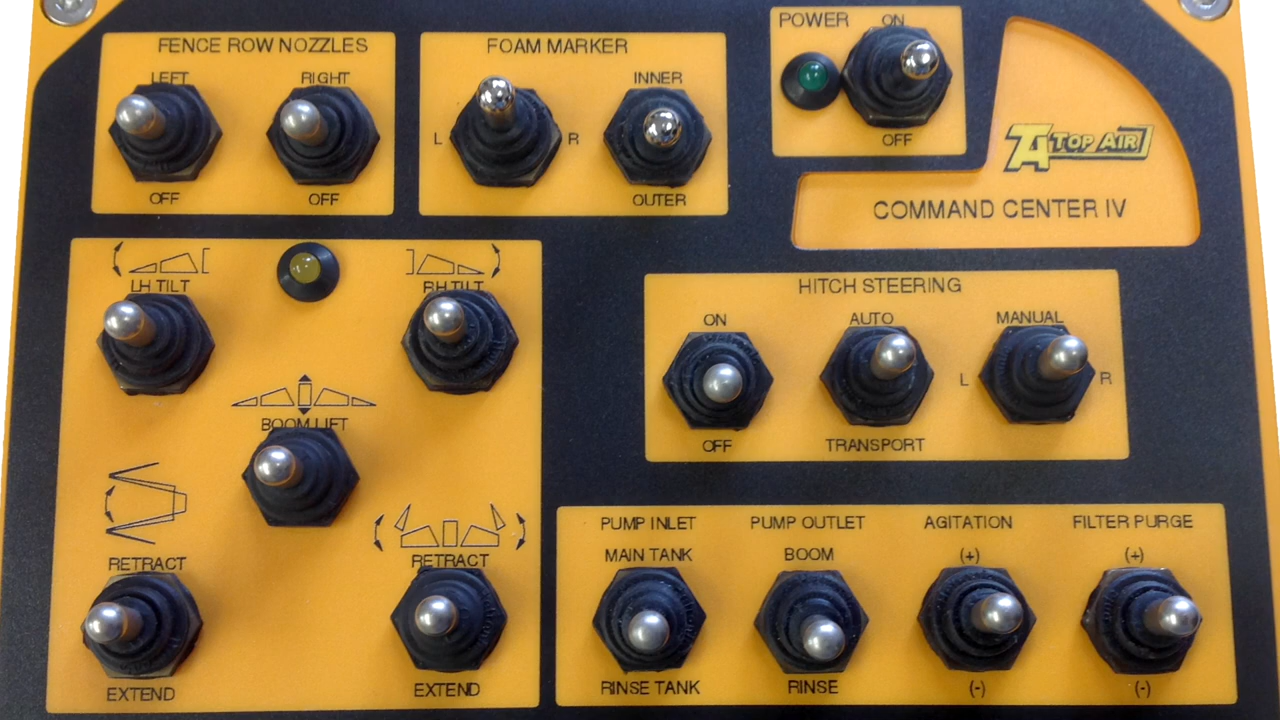 FENCE ROW NOZZLES
LEFT
RIGHT
OFF
OFF
FOAM MARKER
L
R
INNER
OUTER
POWER
ON
OFF
TA TOP AIR
COMMAND CENTER IV
LH TILT
RH TILT
BOOM LIFT
RETRACT
EXTEND
RETRACT
EXTEND
HITCH STEERING
ON
OFF
AUTO
TRANSPORT
MANUAL
L
R
PUMP INLET
MAIN TANK
RINSE TANK
PUMP OUTLET
BOOM
RINSE
AGITATION
(+)
(-)
FILTER PURGE
(+)
(-)